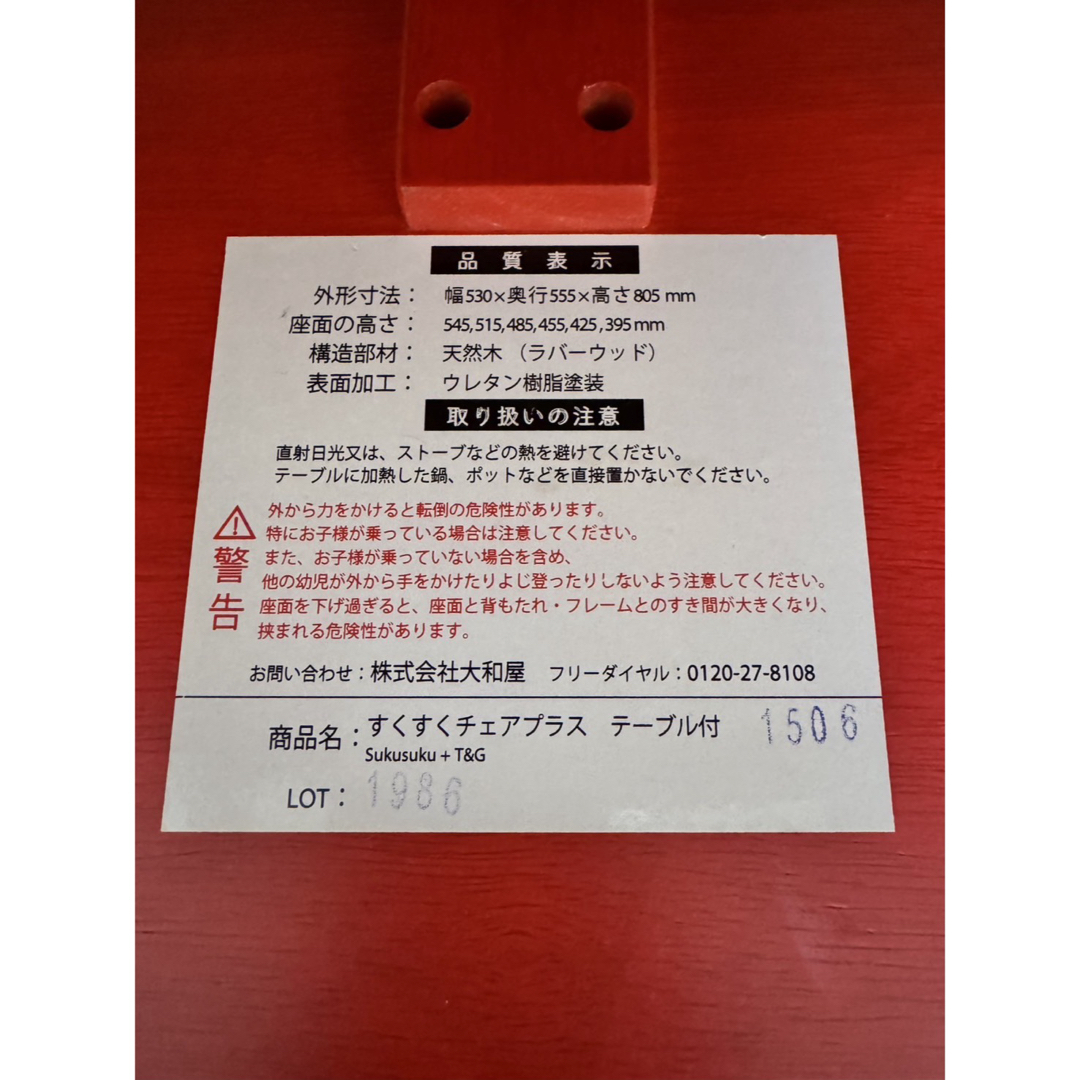 品質表示
外形寸法： 幅530×奥行555×高さ805 mm
座面の高さ： 545,515,485,455,425,395mm
構造部材： 天然木 （ラバーウッド）
表面加工： ウレタン樹脂塗装
取り扱いの注意
直射日光又は、ストーブなどの熱を避けてください。
テーブルに加熱した鍋、ポットなどを直接置かないでください。
警告
外から力をかけると転倒の危険性があります。
特にお子様が乗っている場合は注意してください。
また、お子様が乗っていない場合を含め、
他の幼児が外から手をかけたりよじ登ったりしないよう注意してください。
座面を下げ過ぎると、座面と背もたれ・フレームとのすき間が大きくなり、
挟まれる危険性があります。
お問い合わせ：株式会社大和屋 フリーダイヤル：0120-27-8108
商品名：すくすくチェアプラス テーブル付 1506
Sukusuku + T&G
LOT： 1986